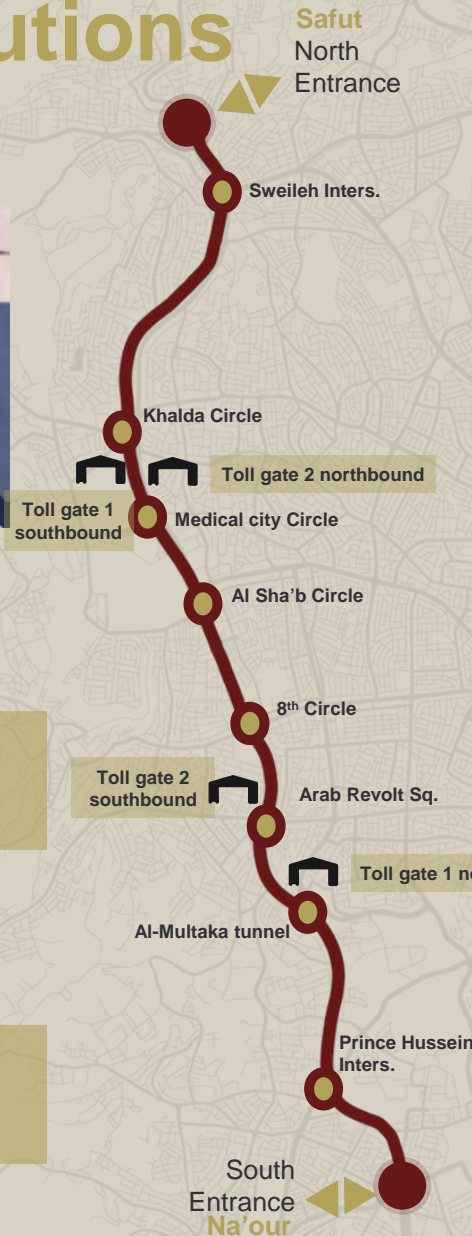 Safut
North
Entrance
Sweileh Inters.
Khalda Circle
Toll gate 2 northbound
Toll gate 1
southbound
Medical city Circle
Al Sha’b Circle
8th Circle
Toll gate 2
southbound
Arab Revolt Sq.
Toll gate 1
Al-Multaka tunnel
Prince Hussein
Inters.
South
Entrance
Na’our